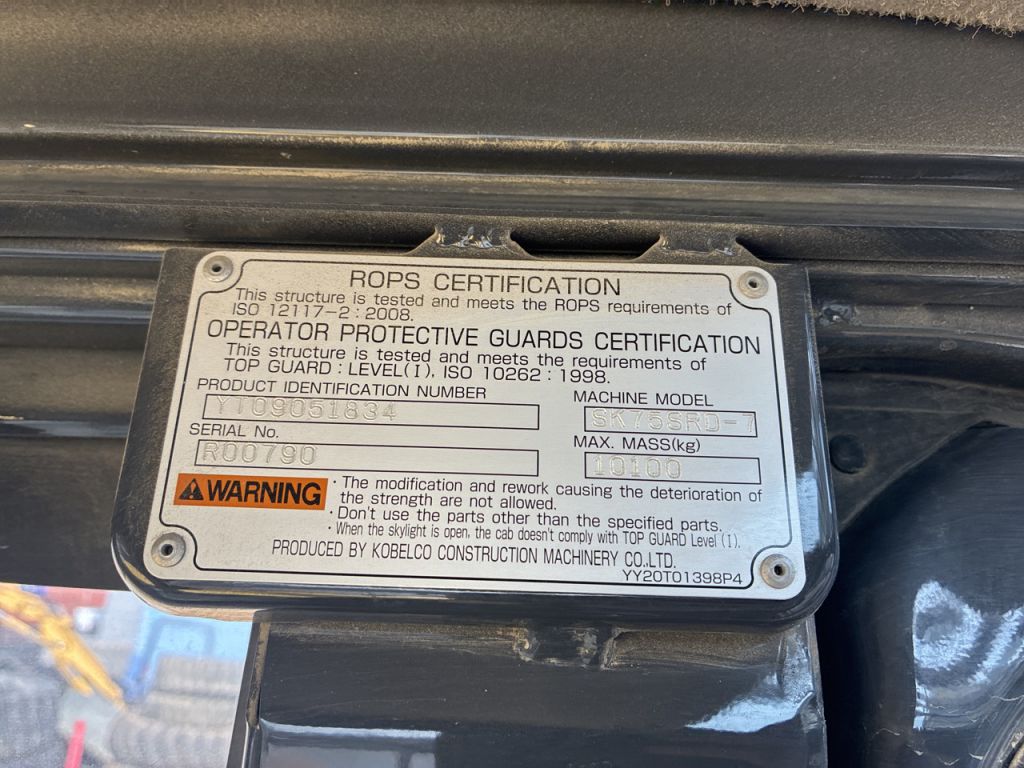 ROPS CERTIFICATION
This structure is tested and meets the ROPS requirements of
ISO 12117-2 : 2008.
OPERATOR PROTECTIVE GUARDS CERTIFICATION
This structure is tested and meets the requirements of
TOP GUARD : LEVEL(I), ISO 10262 : 1998.
PRODUCT IDENTIFICATION NUMBER
YT09051834
MACHINE MODEL
SK75SRD-7
SERIAL No.
R00790
MAX. MASS(kg)
10100
WARNING
· The modification and rework causing the deterioration of
the strength are not allowed.
· Don't use the parts other than the specified parts.
· When the skylight is open, the cab doesn't comply with TOP GUARD Level (I).
PRODUCED BY KOBELCO CONSTRUCTION MACHINERY CO.,LTD.
YY20T01398P4